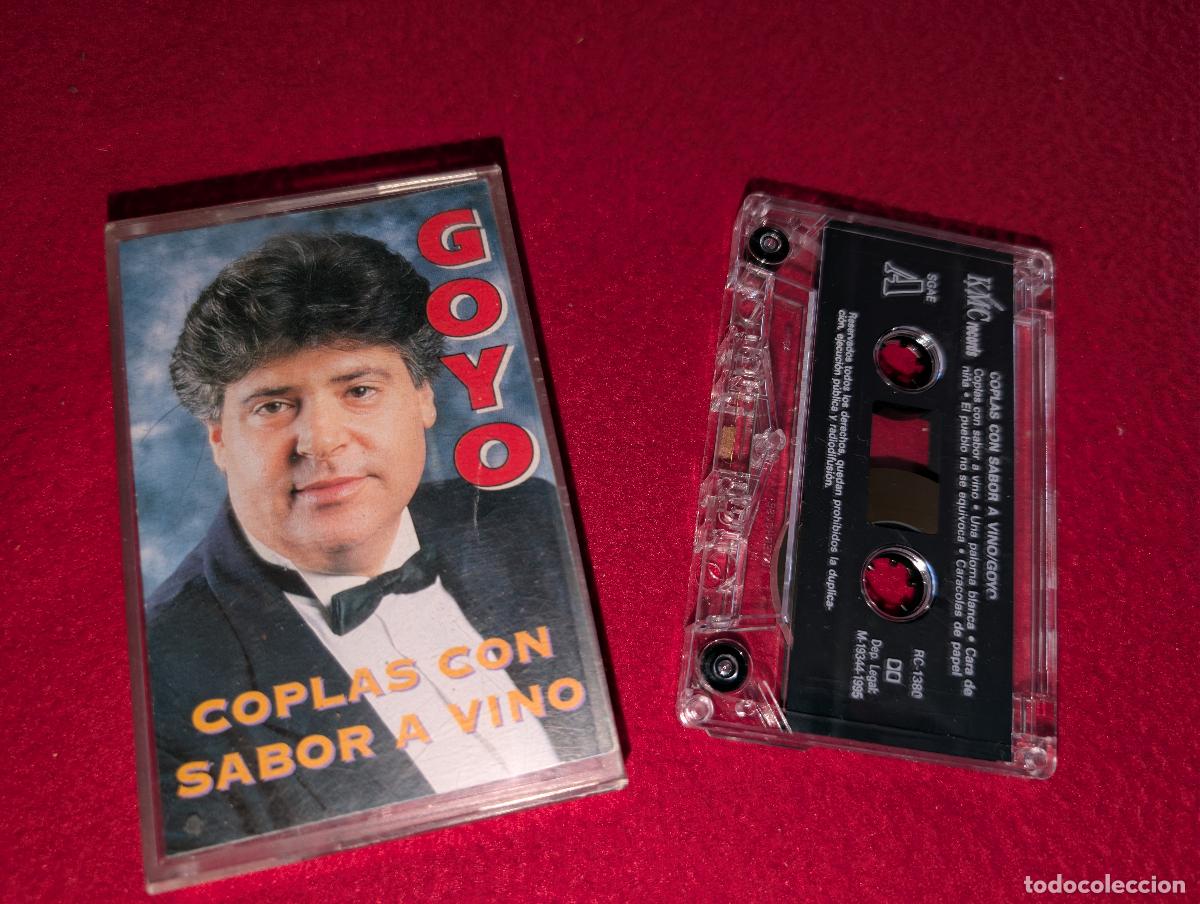 GOYO
COPLAS CON
SABOR A VINO
KMC records
COPLAS CON SABOR A VINO/GOYO
Coplas con sabor a vino • Una paloma blanca • Cara de
niña • El pueblo no se equivoca • Caracolas de papel
SGAE
A
RC-1380
Dep. Legal:
M-19344-1995
Reservados todos los derechos, quedan prohibidos la duplica-
ción, ejecución pública y radiodifusión.
todocoleccion